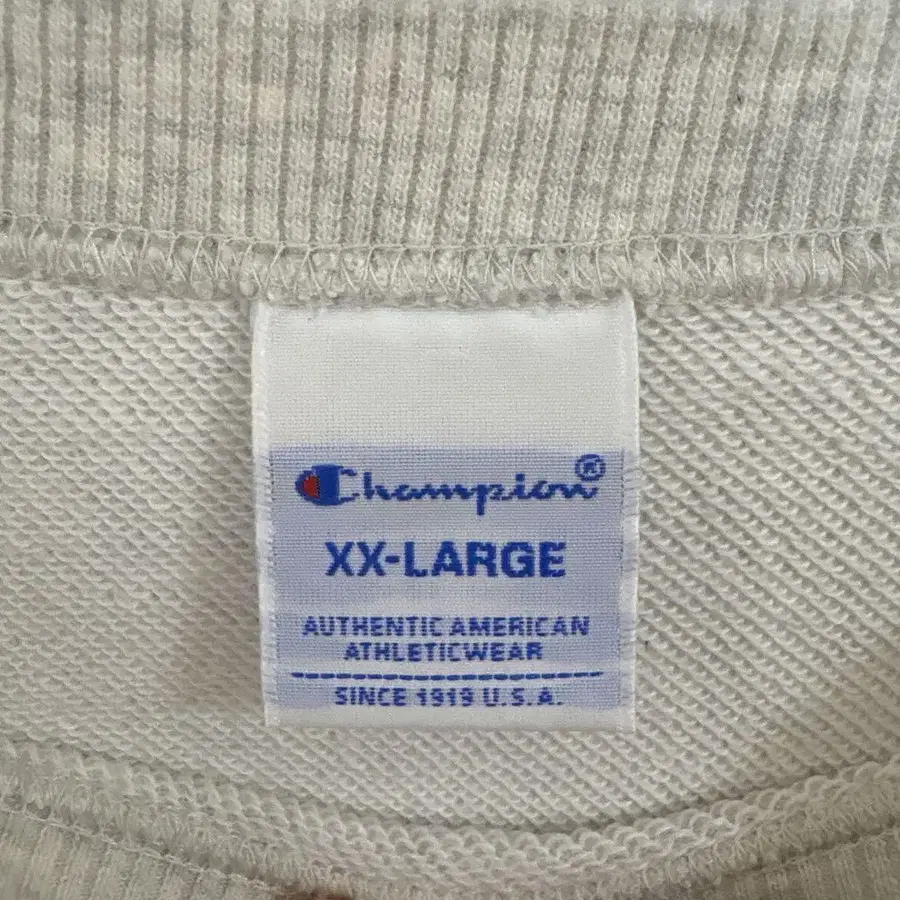 Champion®
XX-LARGE
AUTHENTIC AMERICAN
ATHLETICWEAR
SINCE 1919 U.S.A.